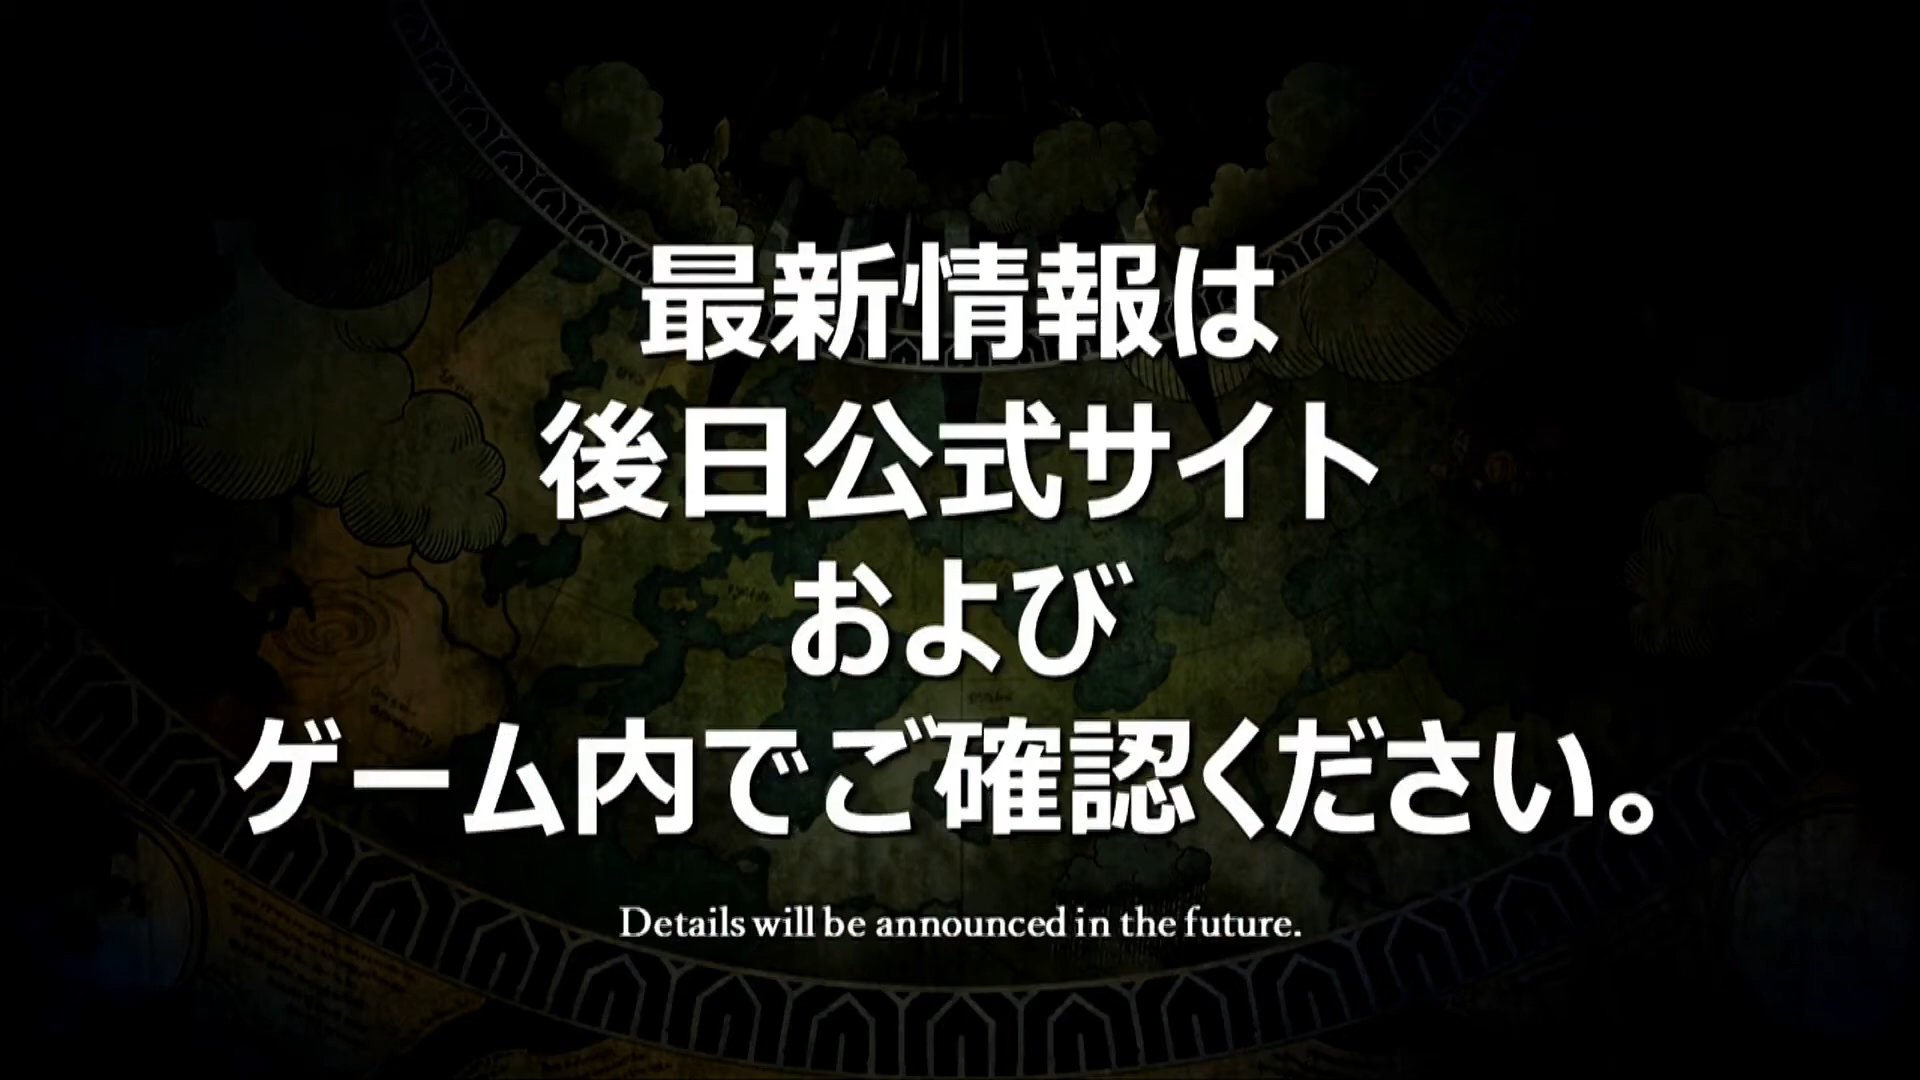 最新情報は
後日公式サイト
および
ゲーム内でご確認ください。
Details will be announced in the future.